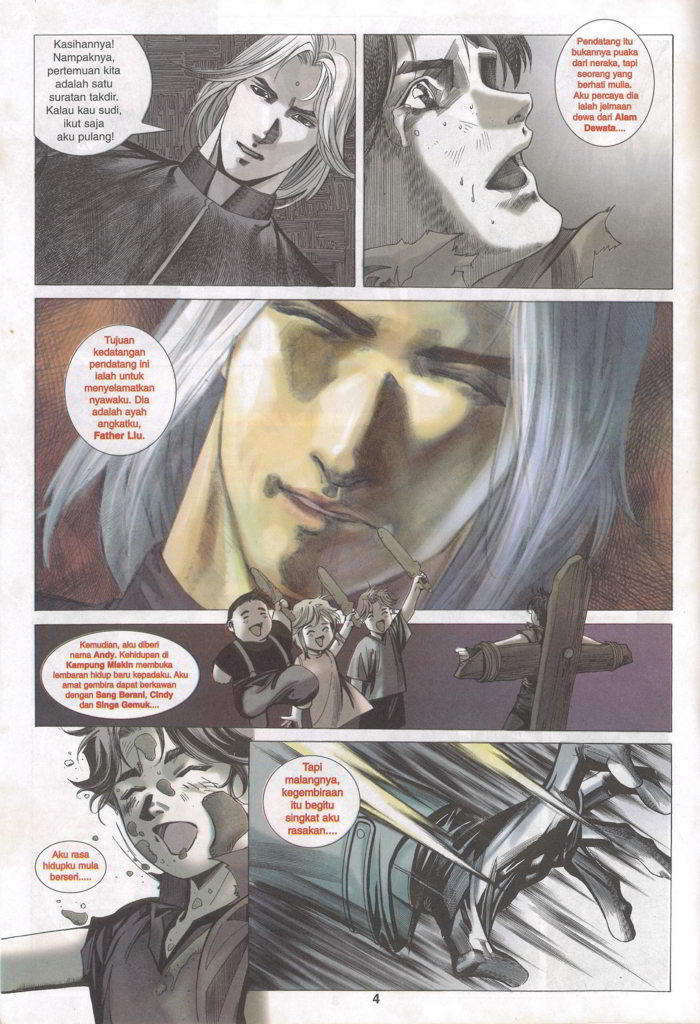 Kasihannya!
Nampaknya,
pertemuan kita
adalah satu
suratan takdir.
Kalau kau sudi,
ikut saja
aku pulang!
Pendatang itu
bukannya puaka
dari neraka, tapi
seorang yang
berhati mulia.
Aku percaya dia
ialah jelmaan
dewa dari Alam
Dewata....
Tujuan
kedatangan
pendatang ini
ialah untuk
menyelamatkan
nyawaku. Dia
adalah ayah
angkatku,
Father Liu.
Kemudian, aku diberi
nama Andy. Kehidupan di
Kampung Miskin membuka
lembaran hidup baru kepadaku. Aku
amat gembira dapat berkawan
dengan Sang Berani, Cindy
dan Singa Gemuk....
Aku rasa
hidupku mula
berseri.....
Tapi
malangnya,
kegembiraan
itu begitu
singkat aku
rasakan....
4